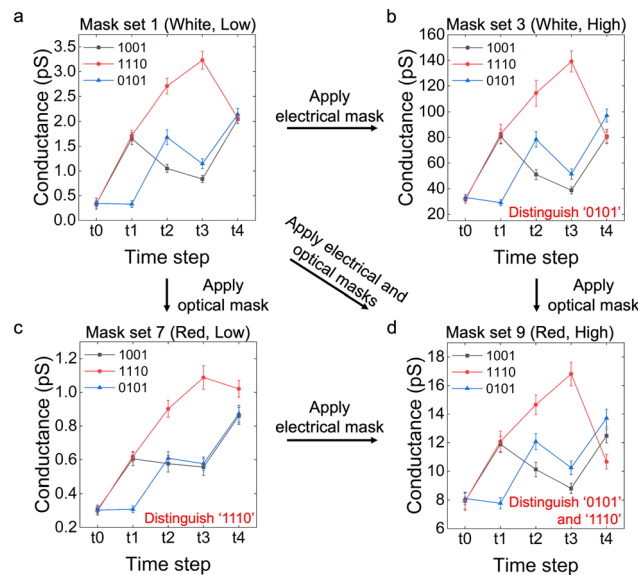 a
Mask set 1 (White, Low)
Conductance (pS)
3.5
3.0
2.5
2.0
1.5
1.0
0.5
0.0
1001
1110
0101
t0 t1 t2 t3 t4
Time step
Apply
electrical mask
b
Mask set 3 (White, High)
Conductance (pS)
160
140
120
100
80
60
40
20
1001
1110
0101
Distinguish ‘0101’
t0 t1 t2 t3 t4
Time step
Apply electrical and
optical masks
Apply
optical mask
Apply
optical mask
c
Mask set 7 (Red, Low)
Conductance (pS)
1.2
1.0
0.8
0.6
0.4
0.2
1001
1110
0101
Distinguish ‘1110’
t0 t1 t2 t3 t4
Time step
Apply
electrical mask
d
Mask set 9 (Red, High)
Conductance (pS)
18
16
14
12
10
8
6
1001
1110
0101
Distinguish ‘0101’
and ‘1110’
t0 t1 t2 t3 t4
Time step